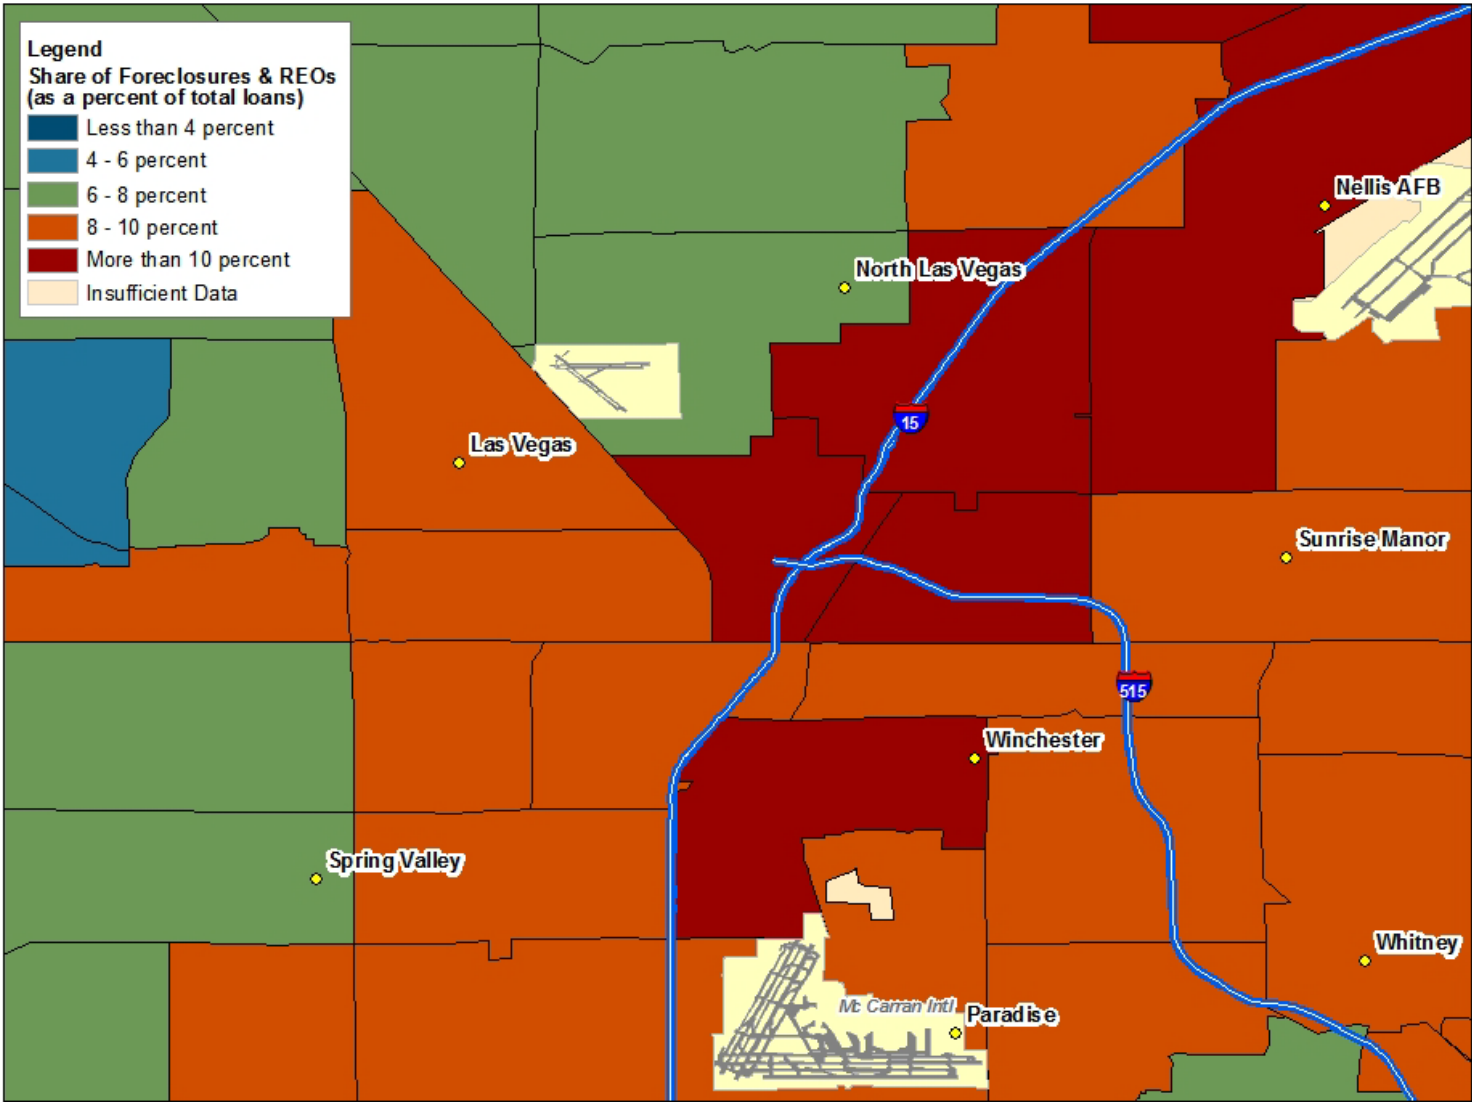 Legend
Share of Foreclosures & REOs
(as a percent of total loans)
Less than 4 percent
4 - 6 percent
6 - 8 percent
8 - 10 percent
More than 10 percent
Insufficient Data
Nellis AFB
North Las Vegas
15
Las Vegas
Sunrise Manor
515
Winchester
Spring Valley
Whitney
Mc Carran Intl
Paradise